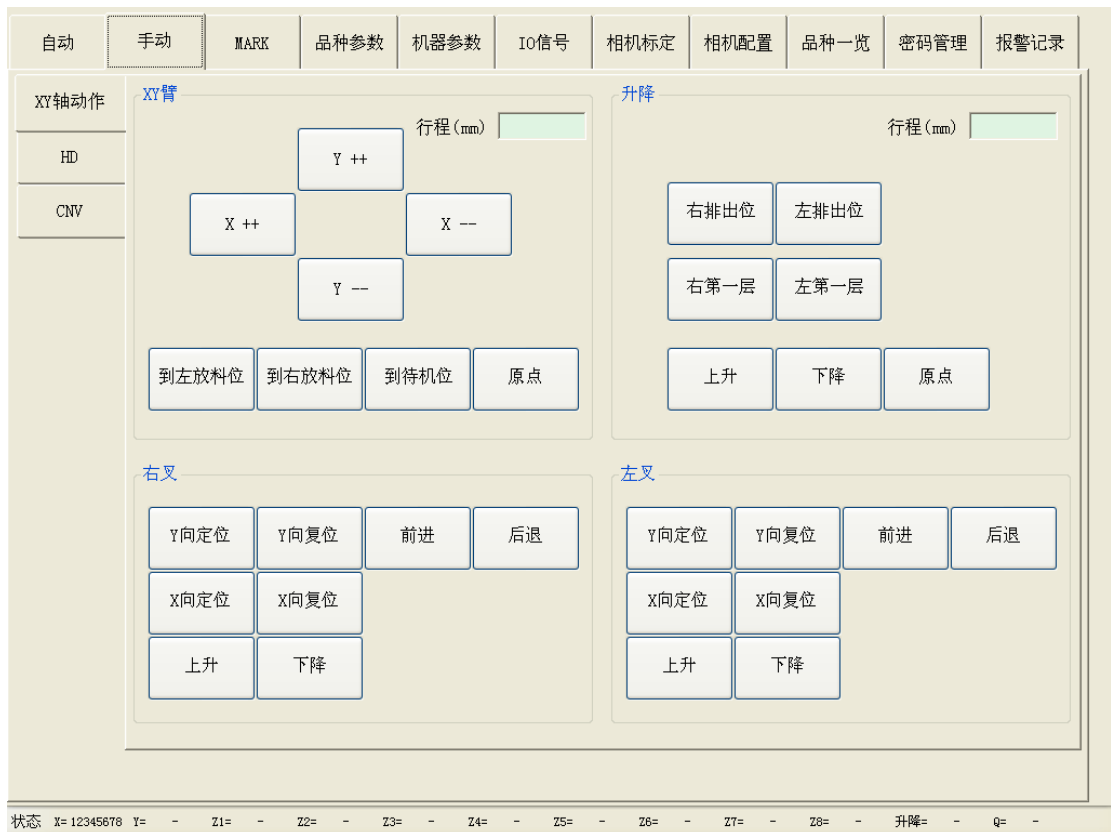 自动 手动 MARK 品种参数 机器参数 IO信号 相机标定 相机配置 品种一览 密码管理 报警记录
XY轴动作
HD
CNV
XY臂
行程(mm)
Y ++
X ++ X --
Y --
到左放料位 到右放料位 到待机位 原点
升降
行程(mm)
右排出位 左排出位
右第一层 左第一层
上升 下降 原点
右叉
Y向定位 Y向复位 前进 后退
X向定位 X向复位
上升 下降
左叉
Y向定位 Y向复位 前进 后退
X向定位 X向复位
上升 下降
状态 X=12345678 Y= - Z1= - Z2= - Z3= - Z4= - Z5= - Z6= - Z7= - Z8= - 升降= - Q= -